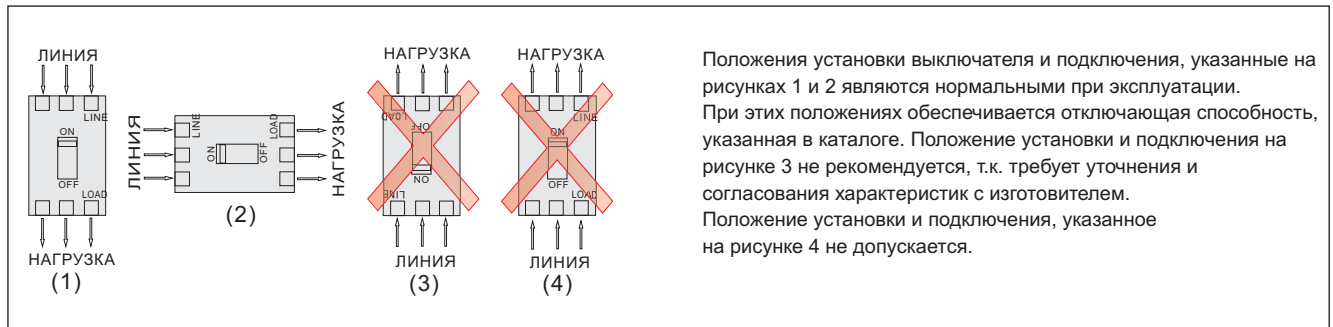 ЛИНИЯ
LINE
ON
OFF
LOAD
НАГРУЗКА
(1)
ЛИНИЯ
LINE
ON
OFF
LOAD
НАГРУЗКА
(2)
НАГРУЗКА
LOAD
OFF
ON
LINE
ЛИНИЯ
(3)
НАГРУЗКА
LINE
ON
OFF
LOAD
ЛИНИЯ
(4)
Положения установки выключателя и подключения, указанные на
рисунках 1 и 2 являются нормальными при эксплуатации.
При этих положениях обеспечивается отключающая способность,
указанная в каталоге. Положение установки и подключения на
рисунке 3 не рекомендуется, т.к. требует уточнения и
согласования характеристик с изготовителем.
Положение установки и подключения, указанное
на рисунке 4 не допускается.